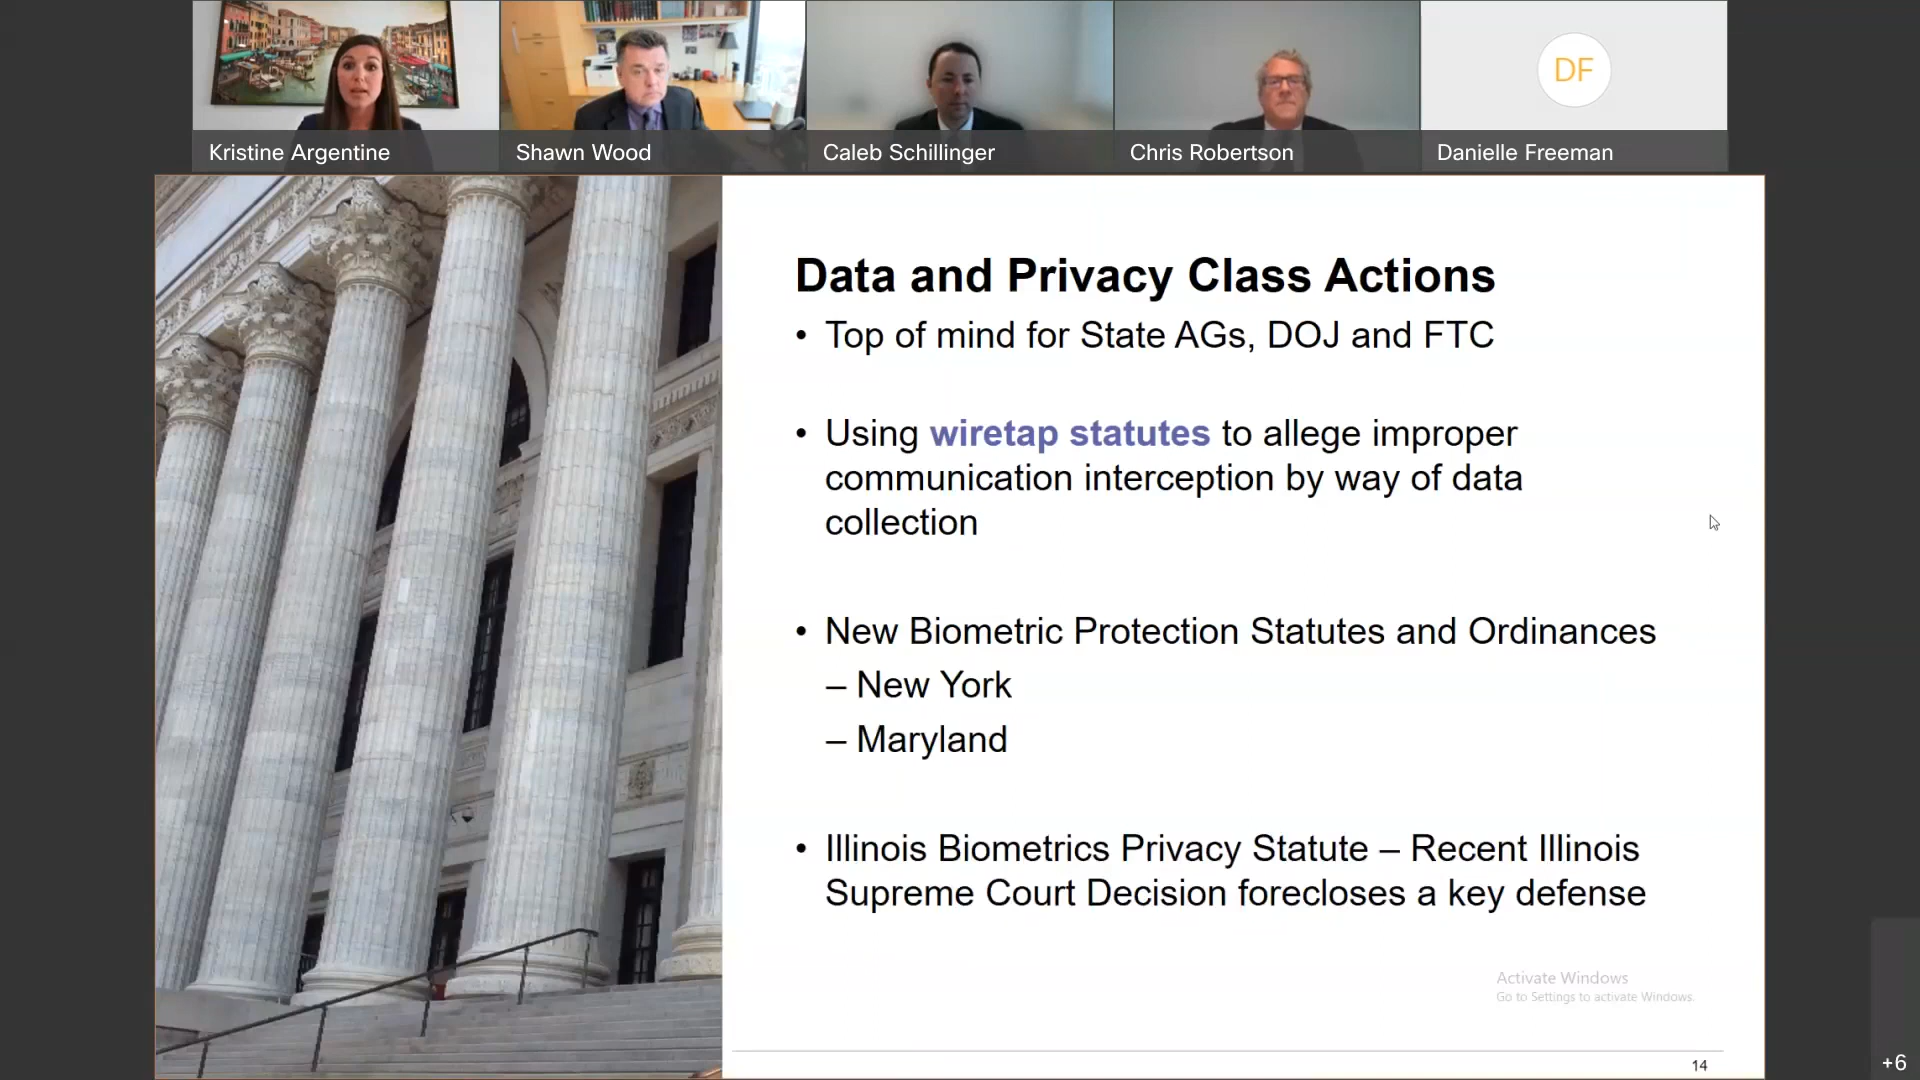 Kristine Argentine
Shawn Wood
Caleb Schillinger
Chris Robertson
DF
Danielle Freeman
Data and Privacy Class Actions
• Top of mind for State AGs, DOJ and FTC
• Using wiretap statutes to allege improper
communication interception by way of data
collection
• New Biometric Protection Statutes and Ordinances
– New York
– Maryland
• Illinois Biometrics Privacy Statute – Recent Illinois
Supreme Court Decision forecloses a key defense
Activate Windows
Go to Settings to activate Windows.
14
+6